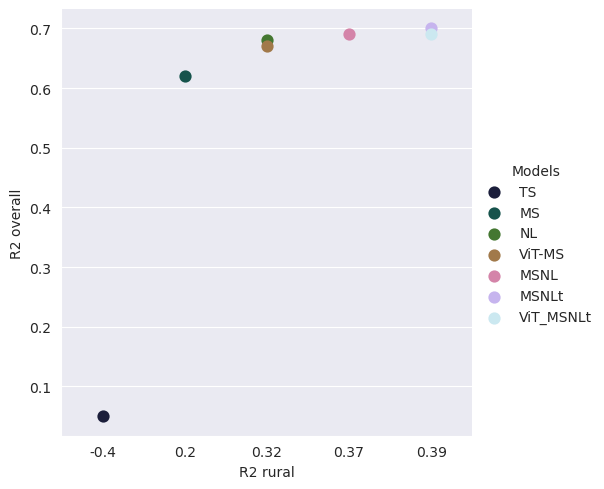 0.7
0.6
0.5
0.4
0.3
0.2
0.1
R2 overall
-0.4 0.2 0.32 0.37 0.39
R2 rural
Models
TS
MS
NL
ViT-MS
MSNL
MSNLt
ViT_MSNLt